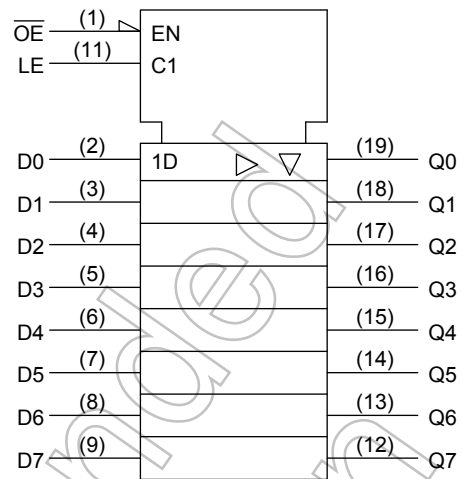 O̅E̅ (1) EN
LE (11) C1
D0 (2) 1D (19) Q0
D1 (3) (18) Q1
D2 (4) (17) Q2
D3 (5) (16) Q3
D4 (6) (15) Q4
D5 (7) (14) Q5
D6 (8) (13) Q6
D7 (9) (12) Q7